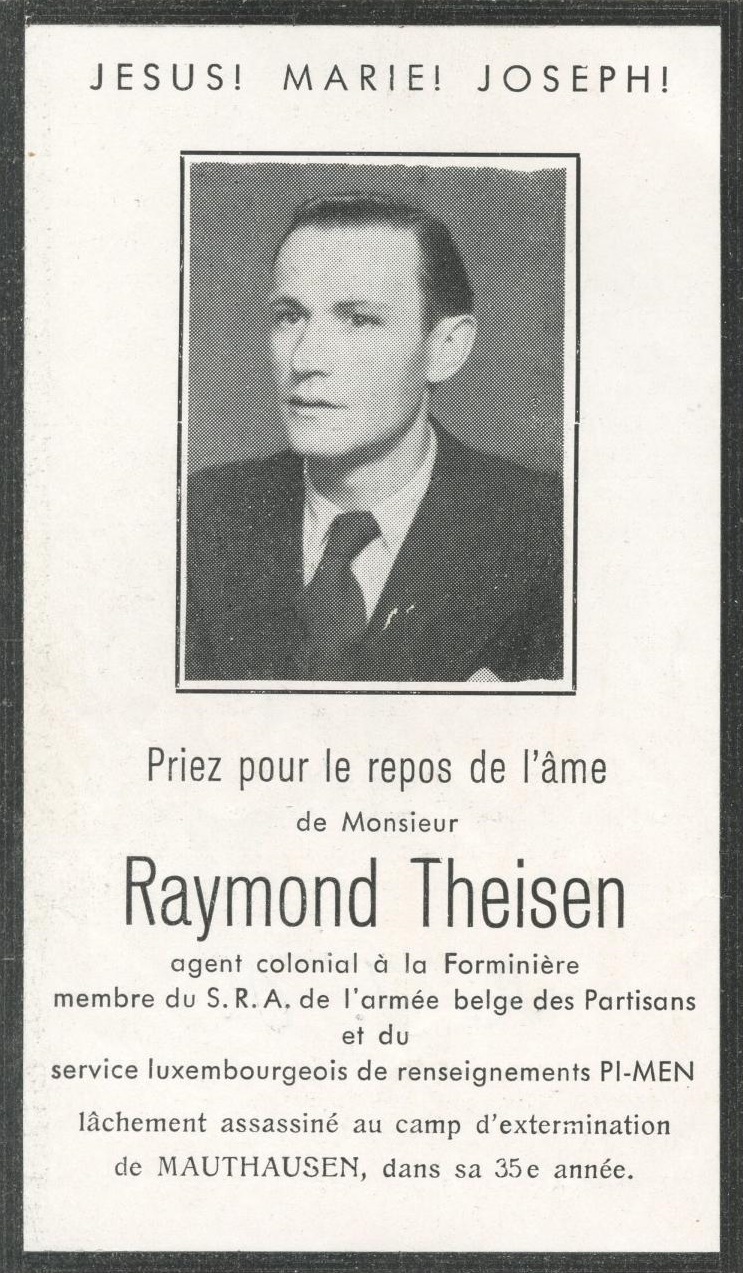 JESUS! MARIE! JOSEPH!
Priez pour le repos de l'âme
de Monsieur
Raymond Theisen
agent colonial à la Forminière
membre du S. R. A. de l'armée belge des Partisans
et du
service luxembourgeois de renseignements PI-MEN
lâchement assassiné au camp d'extermination
de MAUTHAUSEN, dans sa 35e année.